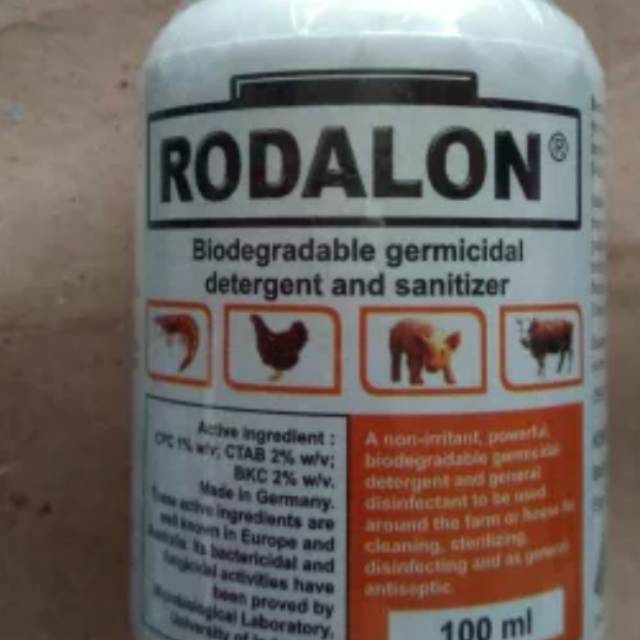 RODALON®
Biodegradable germicidal
detergent and sanitizer
Active ingredient :
CPC 1% w/v; CTAB 2% w/v;
BKC 2% w/v.
Made in Germany.
These active ingredients are
well known in Europe and
Its bactericidal and
fungicidal activities have
been proved by
Microbiological Laboratory,
University of
A non-irritant, powerful,
biodegradable germicidal
detergent and general
disinfectant to be used
around the farm or house for
cleaning, sterilizing,
disinfecting and as general
antiseptic.
100 ml